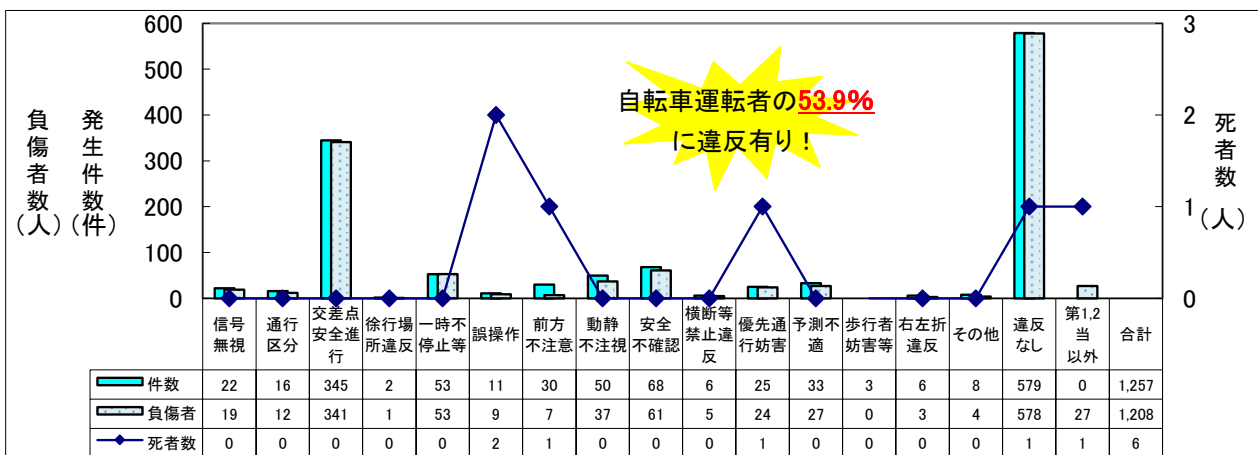 600
500
400
300
200
100
0
3
2
1
0
負傷者数(人)
発生件数(件)
死者数(人)
自転車運転者の53.9%
に違反有り！
信号
無視
通行
区分
交差点
安全進
行
徐行場
所違反
一時不
停止等
誤操作
前方
不注意
動静
不注視
安全
不確認
横断等
禁止違
反
優先通
行妨害
予測不
適
歩行者
妨害等
右左折
違反
その他
違反
なし
第1,2
当
以外
合計
件数 22 16 345 2 53 11 30 50 68 6 25 33 3 6 8 579 0 1,257
負傷者 19 12 341 1 53 9 7 37 61 5 24 27 0 3 4 578 27 1,208
死者数 0 0 0 0 0 2 1 0 0 0 1 0 0 0 0 1 1 6